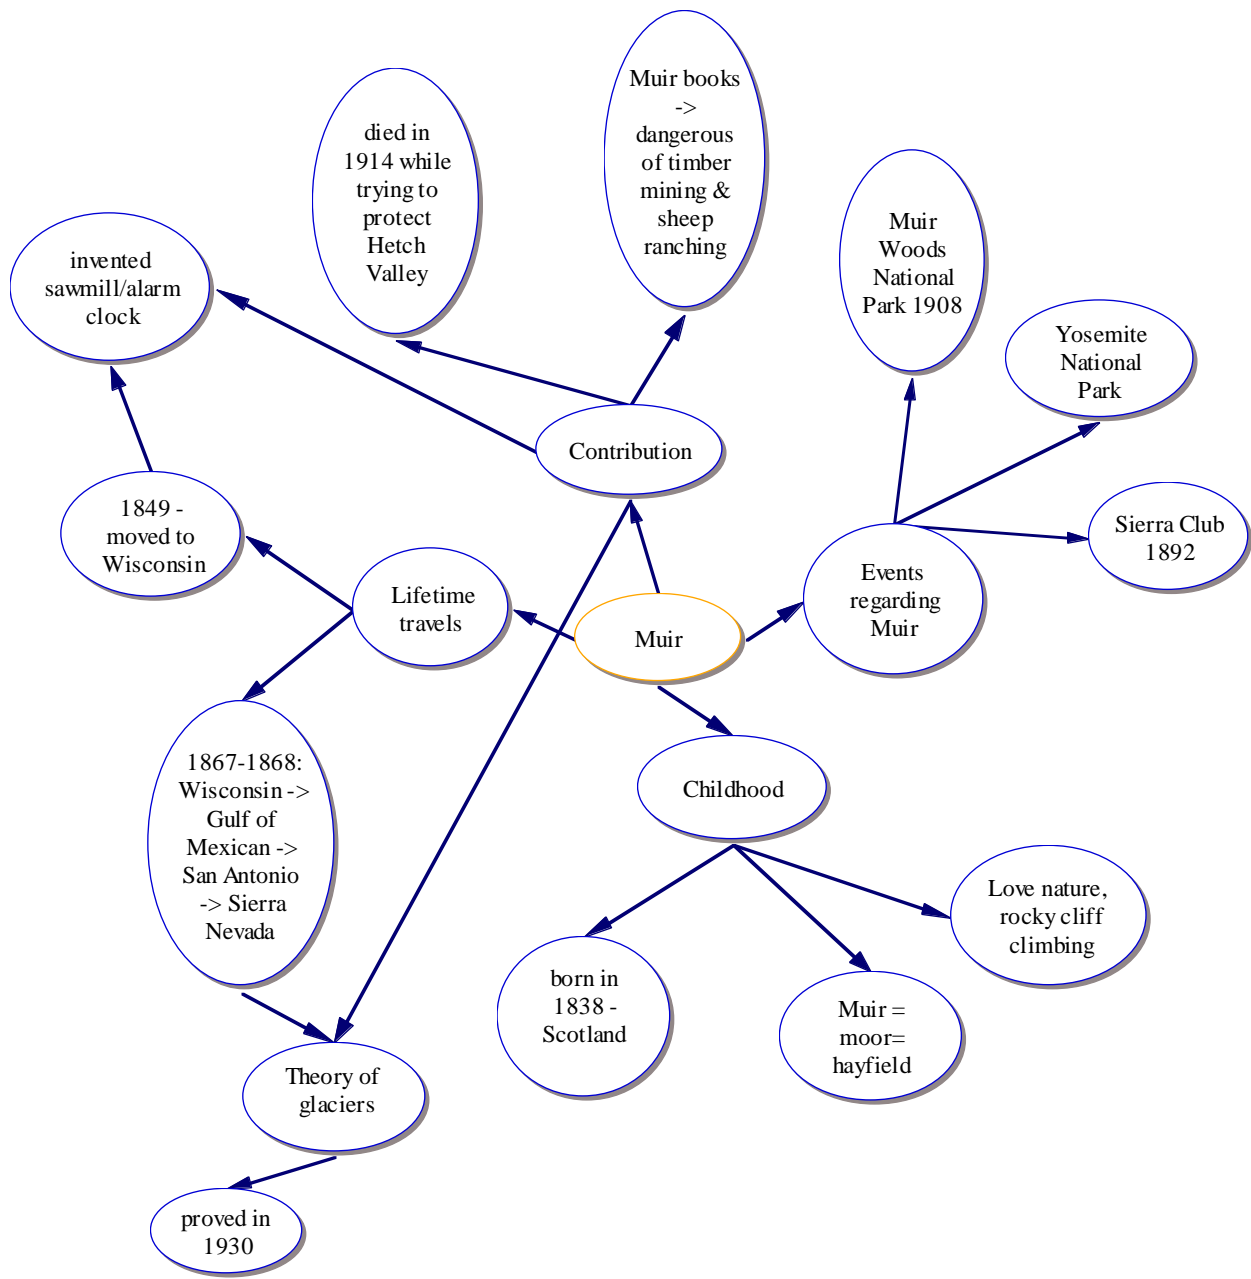 Muir books
->
dangerous
of timber
mining &
sheep
ranching
died in
1914 while
trying to
protect
Hetch
Valley
Muir
Woods
National
Park 1908
invented
sawmill/alarm
clock
Yosemite
National
Park
Contribution
1849 -
moved to
Wisconsin
Sierra Club
1892
Lifetime
travels
Muir
Events
regarding
Muir
1867-1868:
Wisconsin ->
Gulf of
Mexican ->
San Antonio
-> Sierra
Nevada
Childhood
Love nature,
rocky cliff
climbing
born in
1838 -
Scotland
Muir =
moor=
hayfield
Theory of
glaciers
proved in
1930